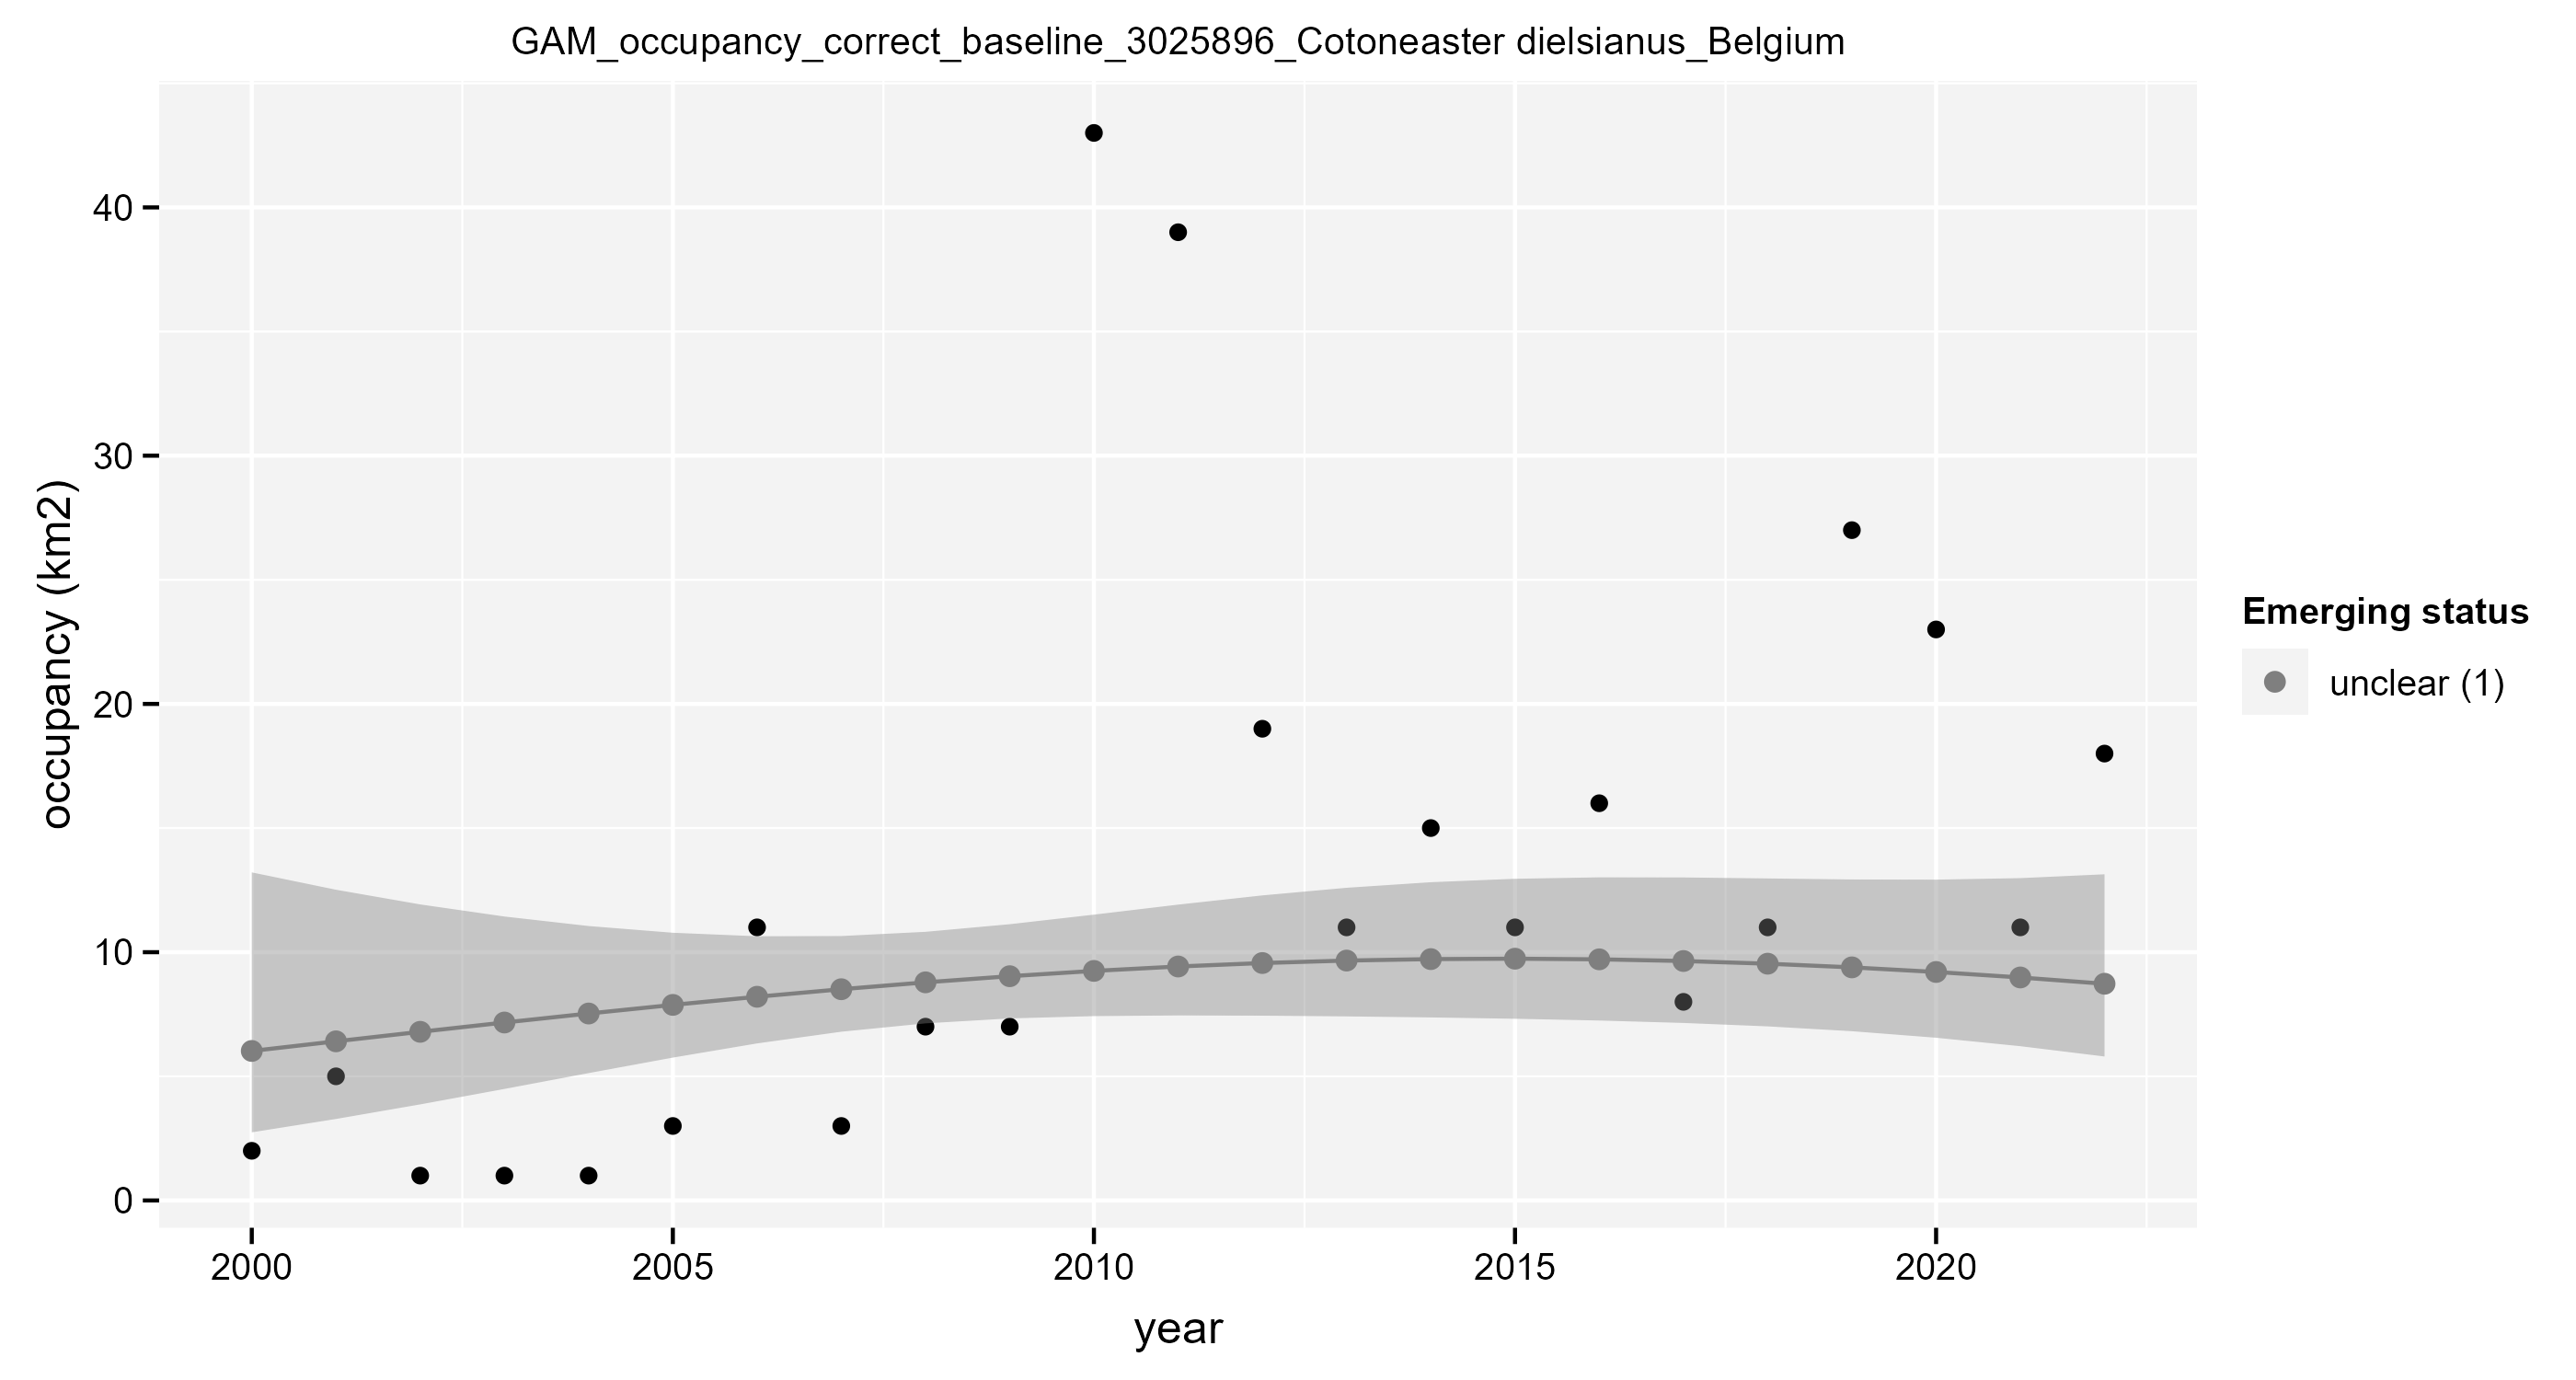 GAM_occupancy_correct_baseline_3025896_Cotoneaster dielsianus_Belgium
occupancy (km2)
40
30
20
10
0
2000
2005
2010
2015
2020
year
Emerging status
unclear (1)